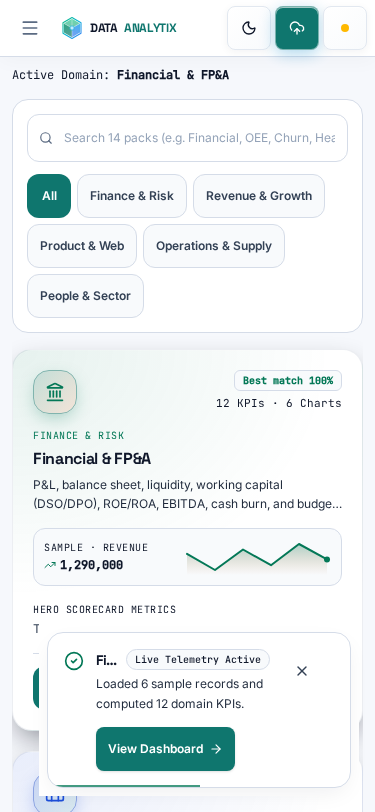 DATA ANALYTIX
Active Domain: Financial & FP&A
Search 14 packs (e.g. Financial, OEE, Churn, Hea
All
Finance & Risk
Revenue & Growth
Product & Web
Operations & Supply
People & Sector
Best match 100%
12 KPIs · 6 Charts
FINANCE & RISK
Financial & FP&A
P&L, balance sheet, liquidity, working capital
(DSO/DPO), ROE/ROA, EBITDA, cash burn, and budge…
SAMPLE · REVENUE
1,290,000
HERO SCORECARD METRICS
T
Fi…
Live Telemetry Active
Loaded 6 sample records and
computed 12 domain KPIs.
View Dashboard